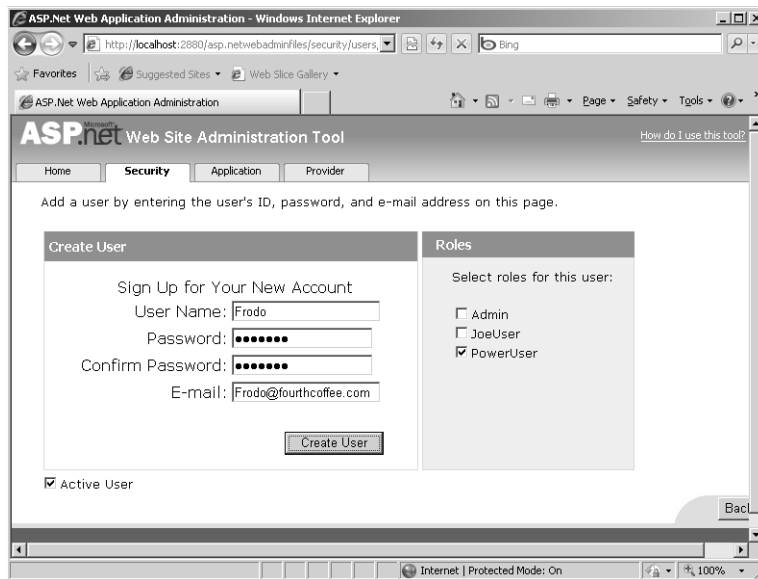 ASP.Net Web Application Administration - Windows Internet Explorer
http://localhost:2880/asp.netwebadminfiles/security/users,
Bing
Favorites Suggested Sites Web Slice Gallery
ASP.Net Web Application Administration
Page Safety Tools »
Microsoft
ASP.net Web Site Administration Tool
How do I use this tool?
Home Security Application Provider
Add a user by entering the user's ID, password, and e-mail address on this page.
Create User
Sign Up for Your New Account
User Name: Frodo
Password: •••••••
Confirm Password: •••••••
E-mail: Frodo@fourthcoffee.com
Create User
Roles
Select roles for this user:
Admin
JoeUser
PowerUser
Active User
Back
Internet | Protected Mode: On
100%